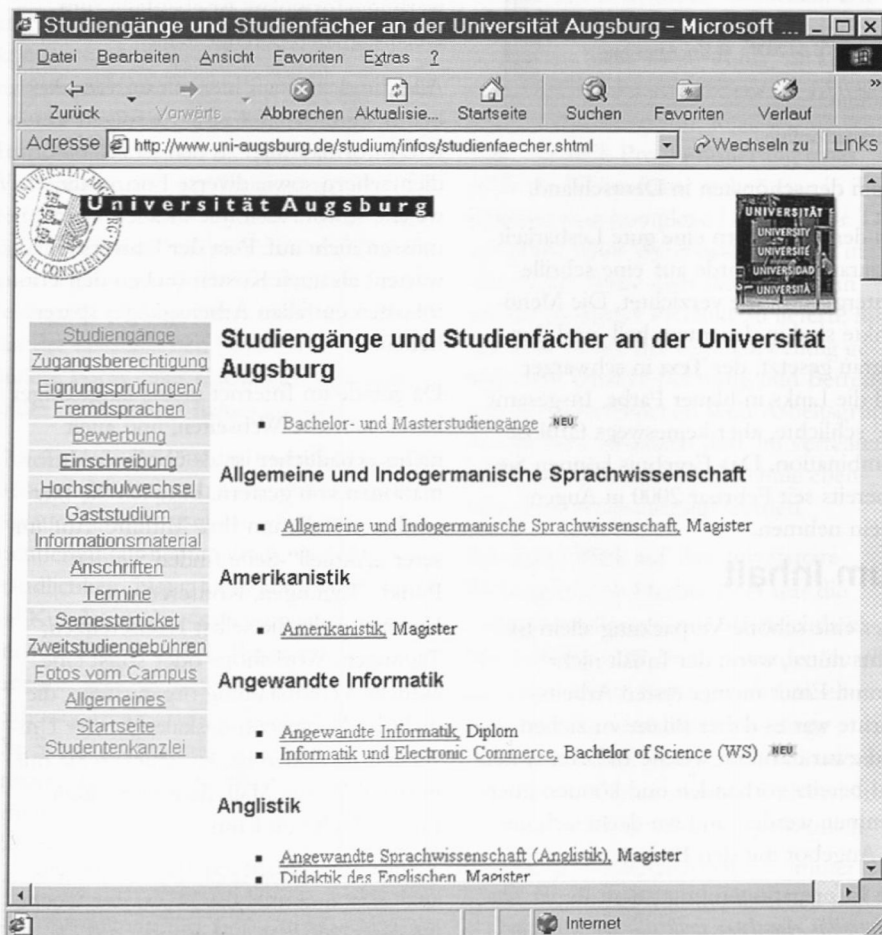 Studiengänge und Studienfächer an der Universität Augsburg - Microsoft ...
Datei Bearbeiten Ansicht Favoriten Extras ?
Zurück Vorwärts Abbrechen Aktualisie... Startseite Suchen Favoriten Verlauf »
Adresse http://www.uni-augsburg.de/studium/infos/studienfaecher.shtml Wechseln zu Links
Universität Augsburg
UNIVERSITÄT
UNIVERSITY
UNIVERSITÉ
UNIVERSIDAD
UNIVERSITÀ
Studiengänge
Zugangsberechtigung
Eignungsprüfungen/
Fremdsprachen
Bewerbung
Einschreibung
Hochschulwechsel
Gaststudium
Informationsmaterial
Anschriften
Termine
Semesterticket
Zweitstudiengebühren
Fotos vom Campus
Allgemeines
Startseite
Studentenkanzlei
Studiengänge und Studienfächer an der Universität
Augsburg
Bachelor- und Masterstudiengänge NEU
Allgemeine und Indogermanische Sprachwissenschaft
Allgemeine und Indogermanische Sprachwissenschaft, Magister
Amerikanistik
Amerikanistik, Magister
Angewandte Informatik
Angewandte Informatik, Diplom
Informatik und Electronic Commerce, Bachelor of Science (WS) NEU
Anglistik
Angewandte Sprachwissenschaft (Anglistik), Magister
Didaktik des Englischen, Magister
Internet